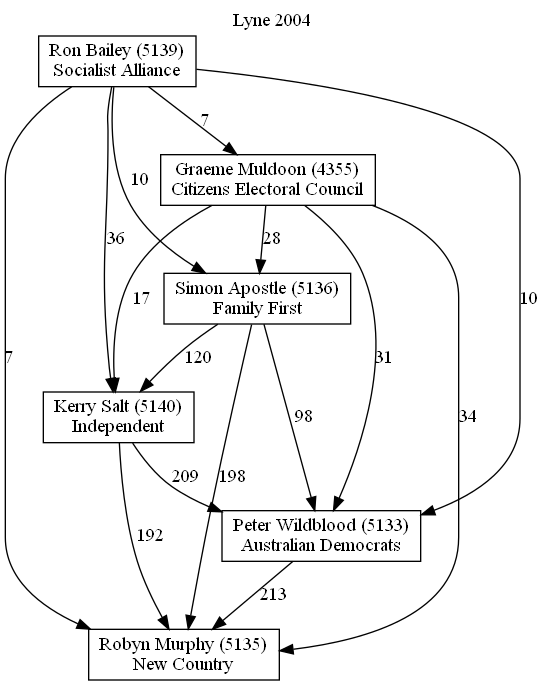 Lyne 2004
Ron Bailey (5139)
Socialist Alliance
7
Graeme Muldoon (4355)
Citizens Electoral Council
10
36
28
17
Simon Apostle (5136)
Family First
10
7
120
31
Kerry Salt (5140)
Independent
98
34
209
198
192
Peter Wildblood (5133)
Australian Democrats
213
Robyn Murphy (5135)
New Country